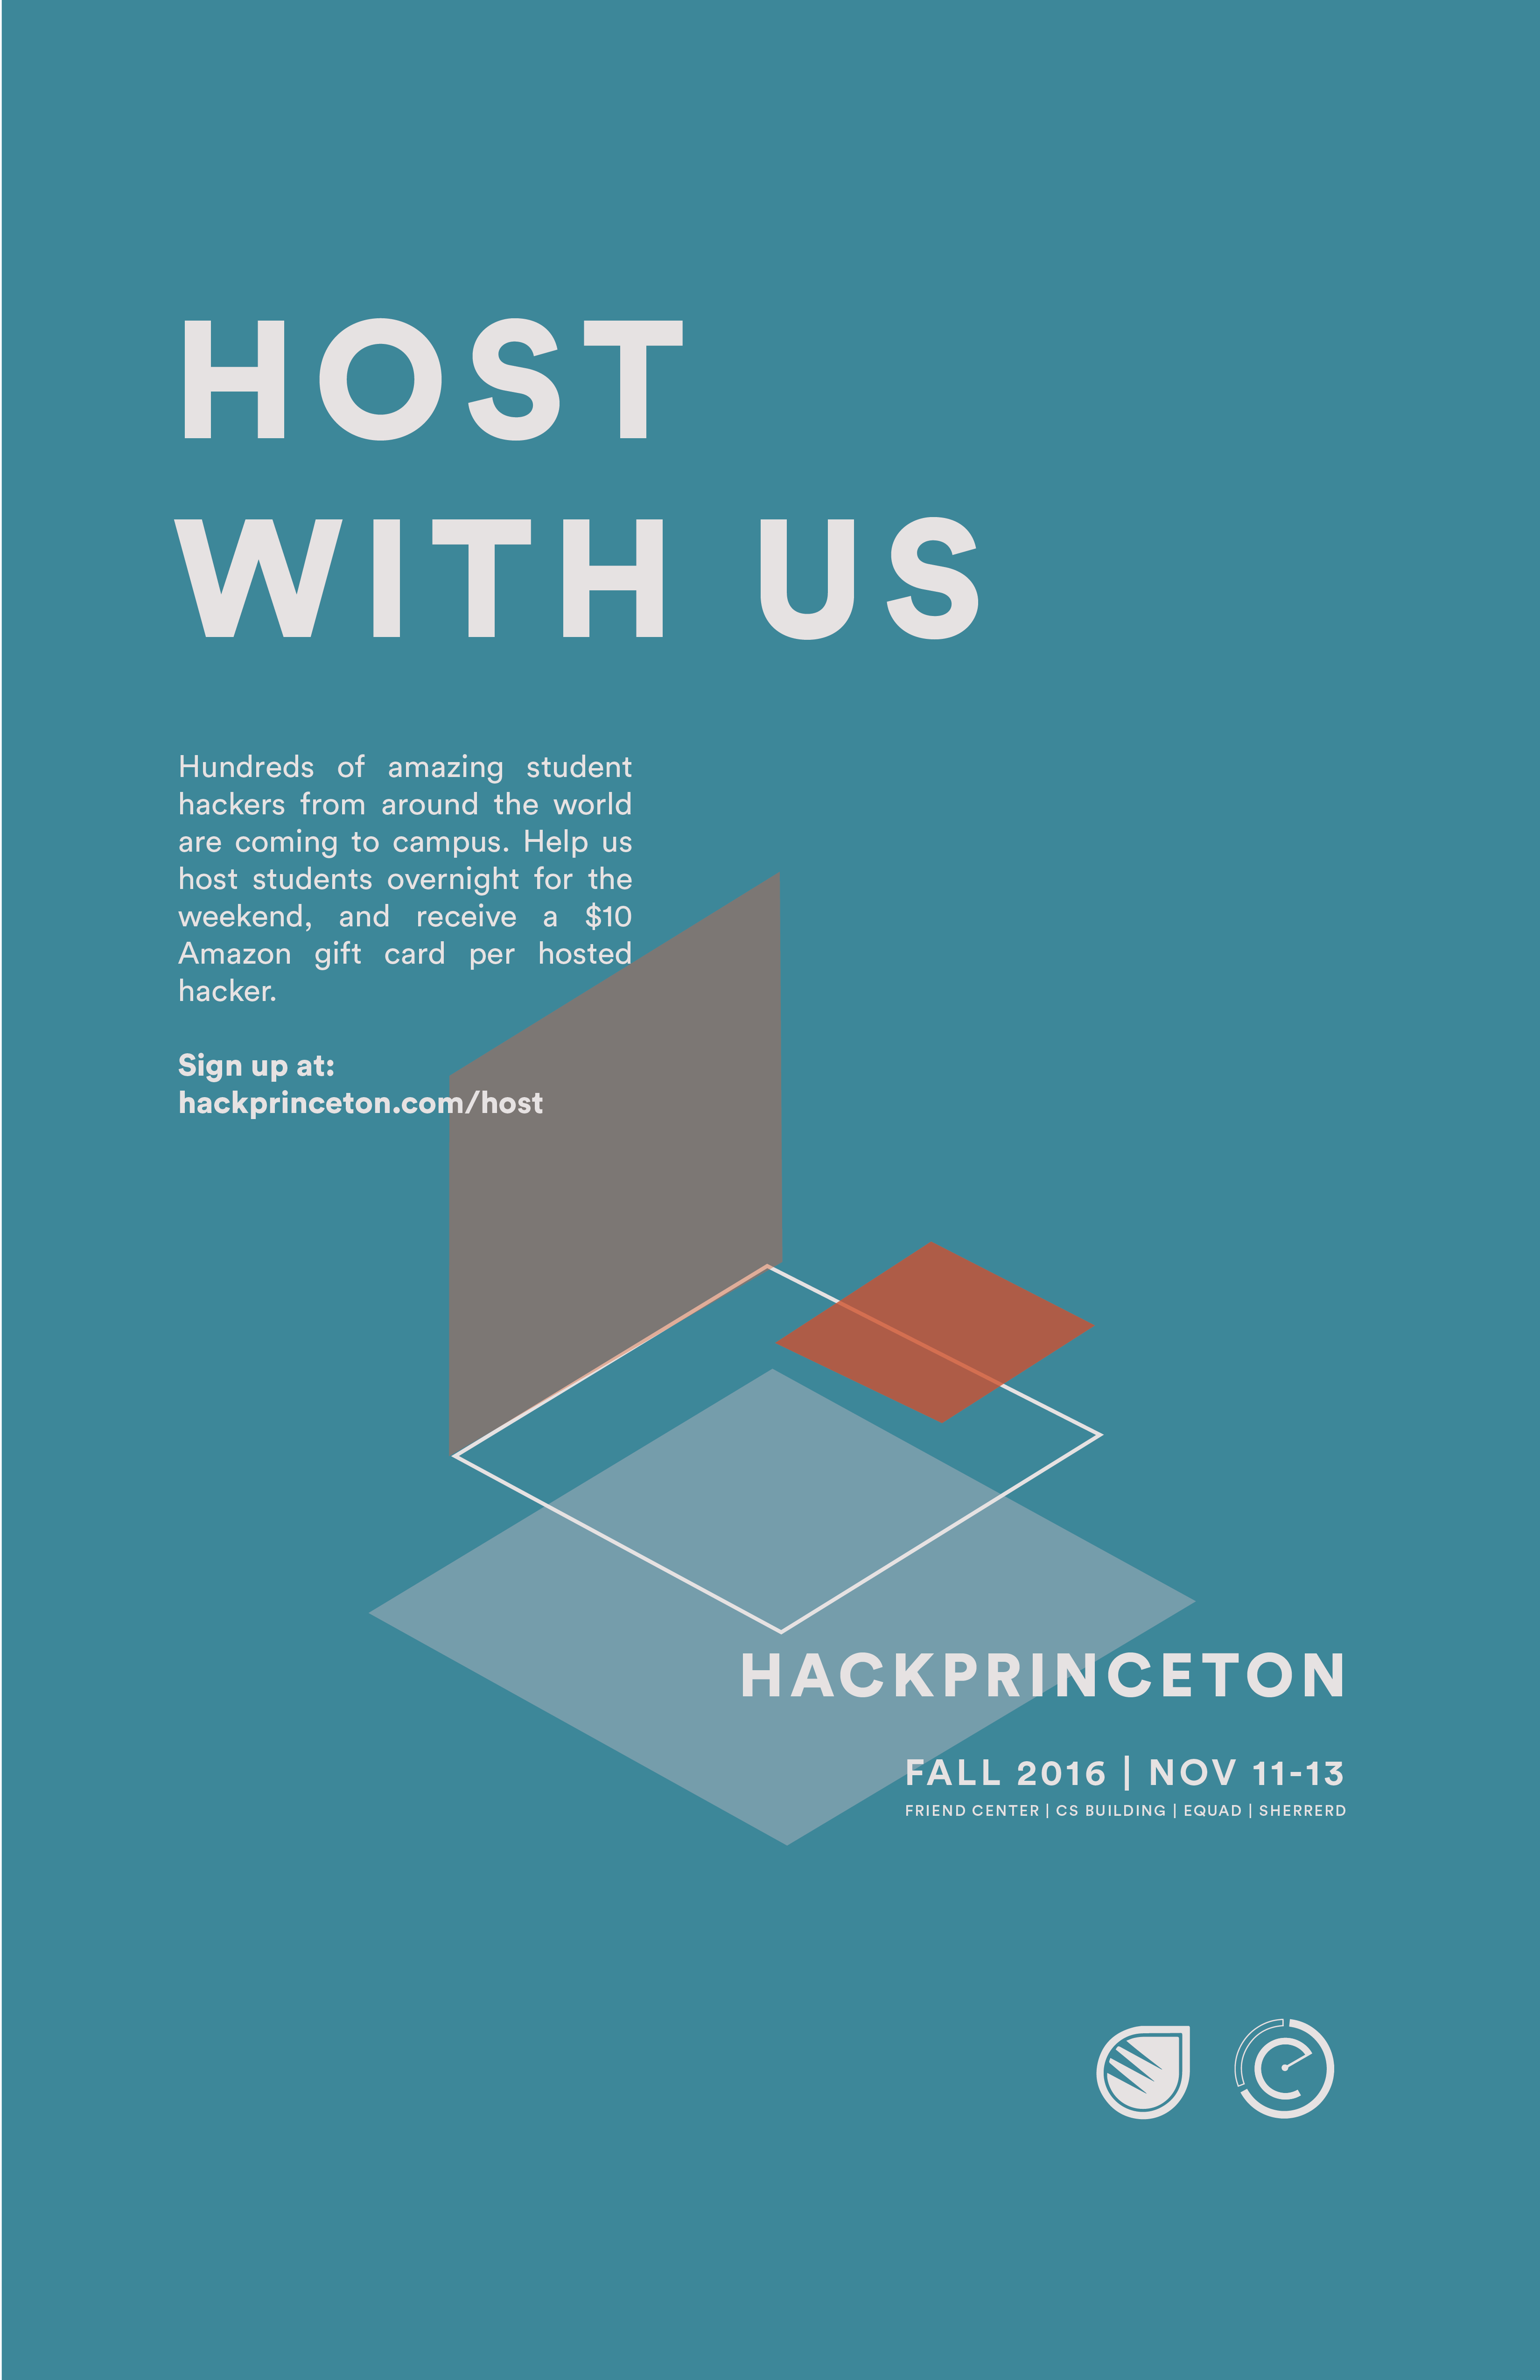 HOST
WITH US
Hundreds of amazing student
hackers from around the world
are coming to campus. Help us
host students overnight for the
weekend, and receive a $10
Amazon gift card per hosted
hacker.
Sign up at:
hackprinceton.com/host
HACKPRINCETON
FALL 2016 | NOV 11-13
FRIEND CENTER | CS BUILDING | EQUAD | SHERRERD